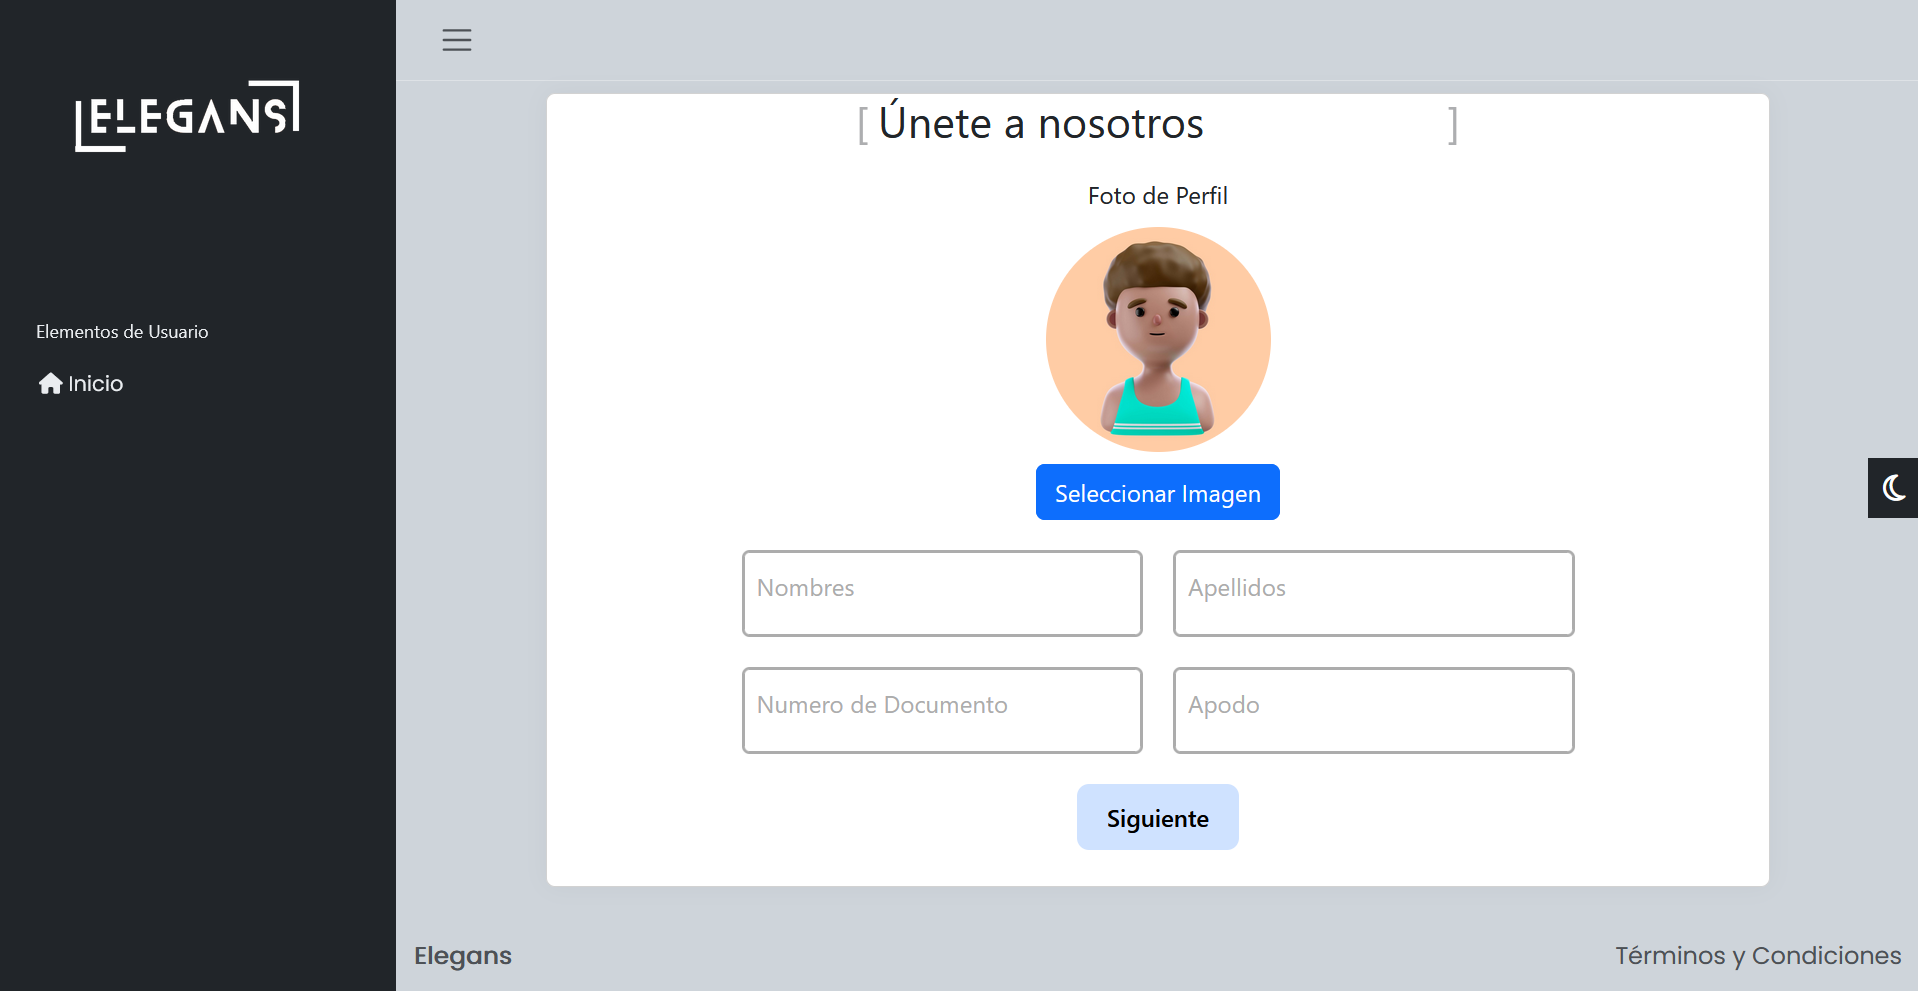 ELEGANS
Elementos de Usuario
Inicio
[ Únete a nosotros ]
Foto de Perfil
Seleccionar Imagen
Nombres
Apellidos
Numero de Documento
Apodo
Siguiente
Elegans
Términos y Condiciones